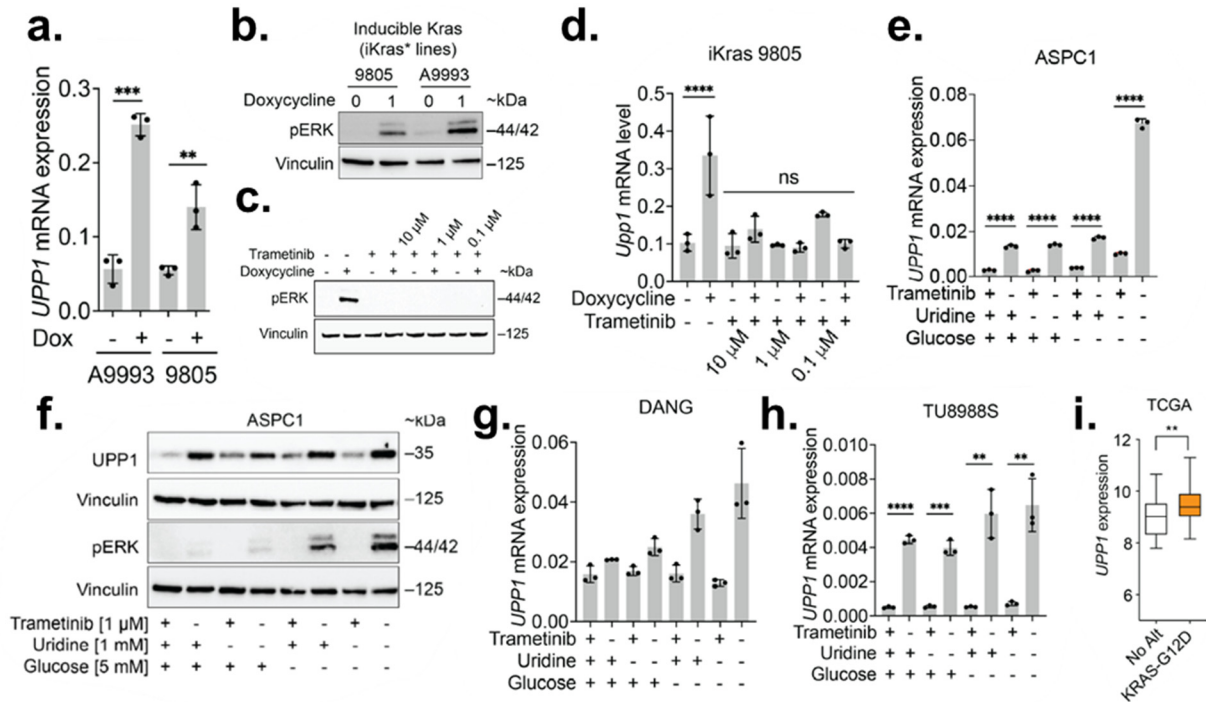 a.
UPP1 mRNA expression
0.3
0.2
0.1
0.0
***
**
Dox - + - +
A9993 9805
b.
Inducible Kras
(iKras* lines)
9805 A9993
Doxycycline 0 1 0 1 ~kDa
pERK –44/42
Vinculin –125
c.
10 µM 1 µM 0.1 µM
Trametinib - - + + + + + +
Doxycycline - + - + - + - + ~kDa
pERK –44/42
Vinculin –125
d.
iKras 9805
Upp1 mRNA level
0.5
0.4
0.3
0.2
0.1
0.0
****
ns
Doxycycline - + - + - + - +
Trametinib - - + + + + + +
10 µM 1 µM 0.1 µM
e.
ASPC1
UPP1 mRNA expression
0.08
0.06
0.04
0.02
0.00
**** **** **** ****
Trametinib + - + - + - + -
Uridine + + - - + + - -
Glucose + + + + - - - -
f.
ASPC1 ~kDa
UPP1 –35
Vinculin –125
pERK –44/42
Vinculin –125
Trametinib [1 µM] + - + - + - + -
Uridine [1 mM] + + - - + + - -
Glucose [5 mM] + + + + - - - -
g.
DANG
UPP1 mRNA expression
0.06
0.04
0.02
0.00
Trametinib + - + - + - + -
Uridine + + - - + + - -
Glucose + + + + - - - -
h.
TU8988S
UPP1 mRNA expression
0.010
0.008
0.006
0.004
0.002
0.000
**** *** ** **
Trametinib + - + - + - + -
Uridine + + - - + + - -
Glucose + + + + - - - -
i.
TCGA
UPP1 expression
12
10
8
6
**
No Alt
KRAS-G12D